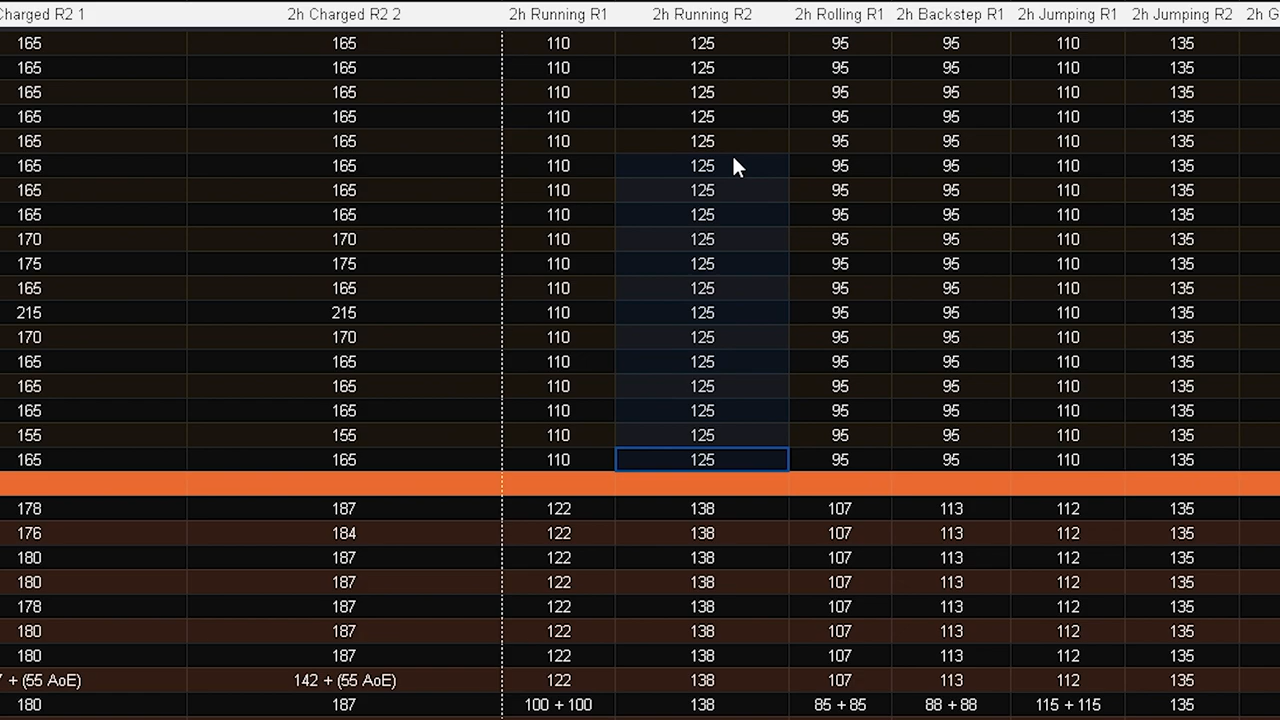 Charged R2 1 2h Charged R2 2 2h Running R1 2h Running R2 2h Rolling R1 2h Backstep R1 2h Jumping R1 2h Jumping R2 2h G
165 165 110 125 95 95 110 135
165 165 110 125 95 95 110 135
165 165 110 125 95 95 110 135
165 165 110 125 95 95 110 135
165 165 110 125 95 95 110 135
165 165 110 125 95 95 110 135
165 165 110 125 95 95 110 135
165 165 110 125 95 95 110 135
170 170 110 125 95 95 110 135
175 175 110 125 95 95 110 135
165 165 110 125 95 95 110 135
215 215 110 125 95 95 110 135
170 170 110 125 95 95 110 135
165 165 110 125 95 95 110 135
165 165 110 125 95 95 110 135
165 165 110 125 95 95 110 135
155 155 110 125 95 95 110 135
165 165 110 125 95 95 110 135
178 187 122 138 107 113 112 135
176 184 122 138 107 113 112 135
180 187 122 138 107 113 112 135
180 187 122 138 107 113 112 135
178 187 122 138 107 113 112 135
180 187 122 138 107 113 112 135
180 187 122 138 107 113 112 135
+ (55 AoE) 142 + (55 AoE) 122 138 107 113 112 135
180 187 100 + 100 138 85 + 85 88 + 88 115 + 115 135